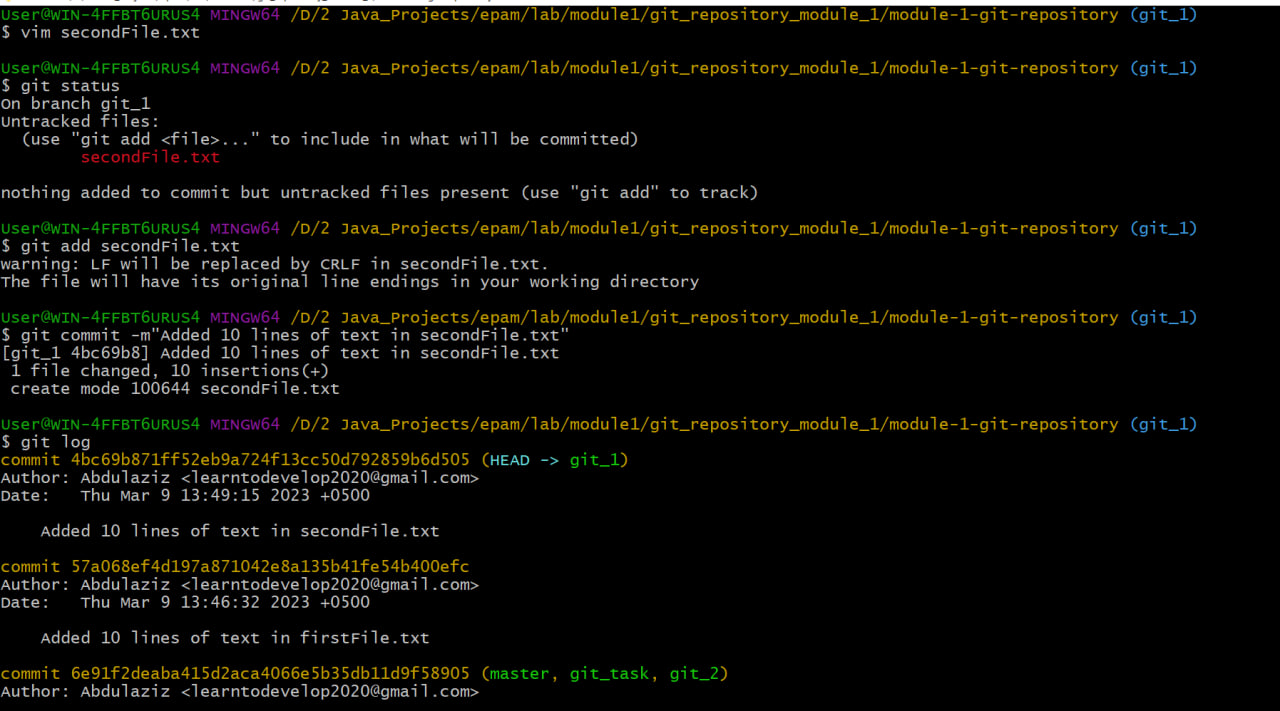 User@WIN-4FFBT6URUS4 MINGW64 /D/2 Java_Projects/epam/lab/module1/git_repository_module_1/module-1-git-repository (git_1)
$ vim secondFile.txt
User@WIN-4FFBT6URUS4 MINGW64 /D/2 Java_Projects/epam/lab/module1/git_repository_module_1/module-1-git-repository (git_1)
$ git status
On branch git_1
Untracked files:
  (use "git add <file>..." to include in what will be committed)
        secondFile.txt
nothing added to commit but untracked files present (use "git add" to track)
User@WIN-4FFBT6URUS4 MINGW64 /D/2 Java_Projects/epam/lab/module1/git_repository_module_1/module-1-git-repository (git_1)
$ git add secondFile.txt
warning: LF will be replaced by CRLF in secondFile.txt.
The file will have its original line endings in your working directory
User@WIN-4FFBT6URUS4 MINGW64 /D/2 Java_Projects/epam/lab/module1/git_repository_module_1/module-1-git-repository (git_1)
$ git commit -m"Added 10 lines of text in secondFile.txt"
[git_1 4bc69b8] Added 10 lines of text in secondFile.txt
 1 file changed, 10 insertions(+)
 create mode 100644 secondFile.txt
User@WIN-4FFBT6URUS4 MINGW64 /D/2 Java_Projects/epam/lab/module1/git_repository_module_1/module-1-git-repository (git_1)
$ git log
commit 4bc69b871ff52eb9a724f13cc50d792859b6d505 (HEAD -> git_1)
Author: Abdulaziz <learntodevelop2020@gmail.com>
Date:   Thu Mar 9 13:49:15 2023 +0500
    Added 10 lines of text in secondFile.txt
commit 57a068ef4d197a871042e8a135b41fe54b400efc
Author: Abdulaziz <learntodevelop2020@gmail.com>
Date:   Thu Mar 9 13:46:32 2023 +0500
    Added 10 lines of text in firstFile.txt
commit 6e91f2deaba415d2aca4066e5b35db11d9f58905 (master, git_task, git_2)
Author: Abdulaziz <learntodevelop2020@gmail.com>